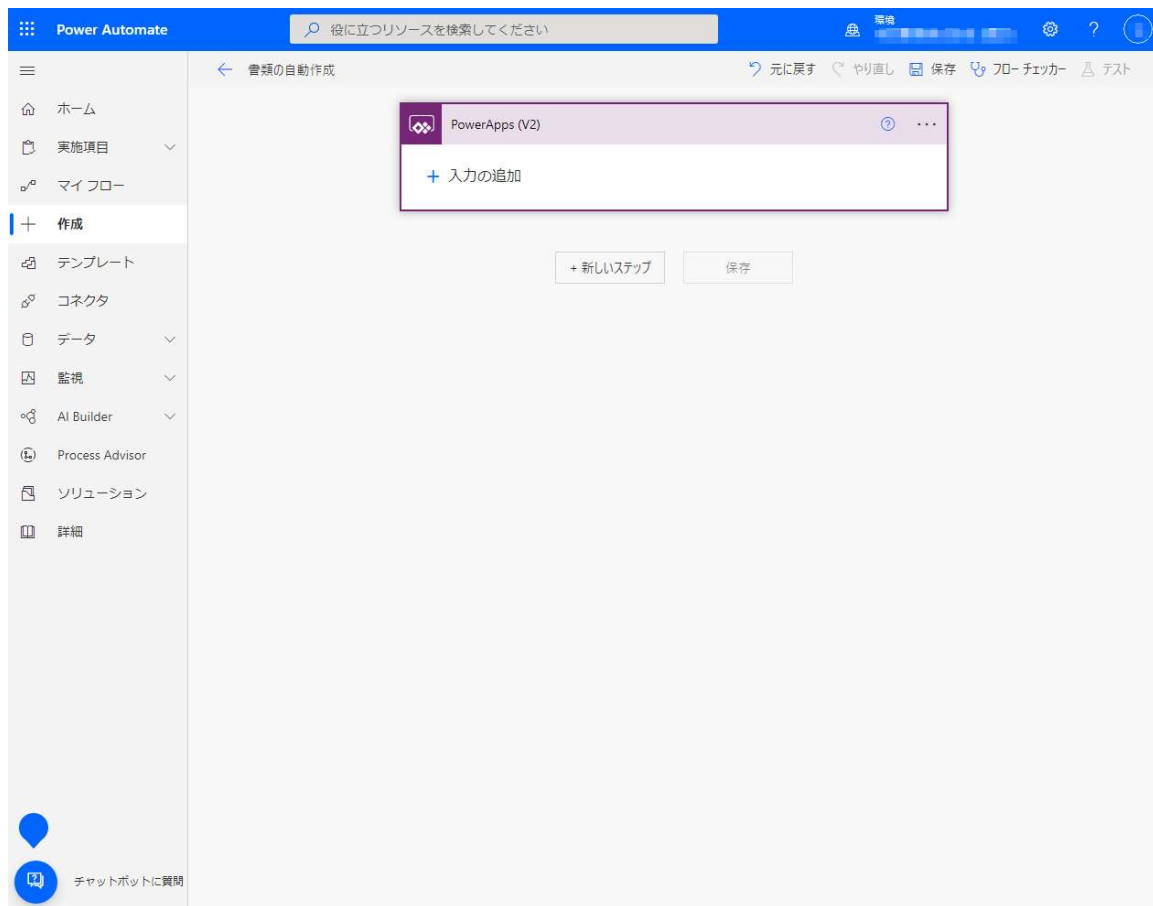 Power Automate
役に立つリソースを検索してください
環境
?
書類の自動作成
元に戻す
やり直し
保存
フロー チェッカー
テスト
ホーム
実施項目
マイ フロー
作成
テンプレート
コネクタ
データ
監視
AI Builder
Process Advisor
ソリューション
詳細
PowerApps (V2)
?
...
+ 入力の追加
+ 新しいステップ
保存
チャットボットに質問